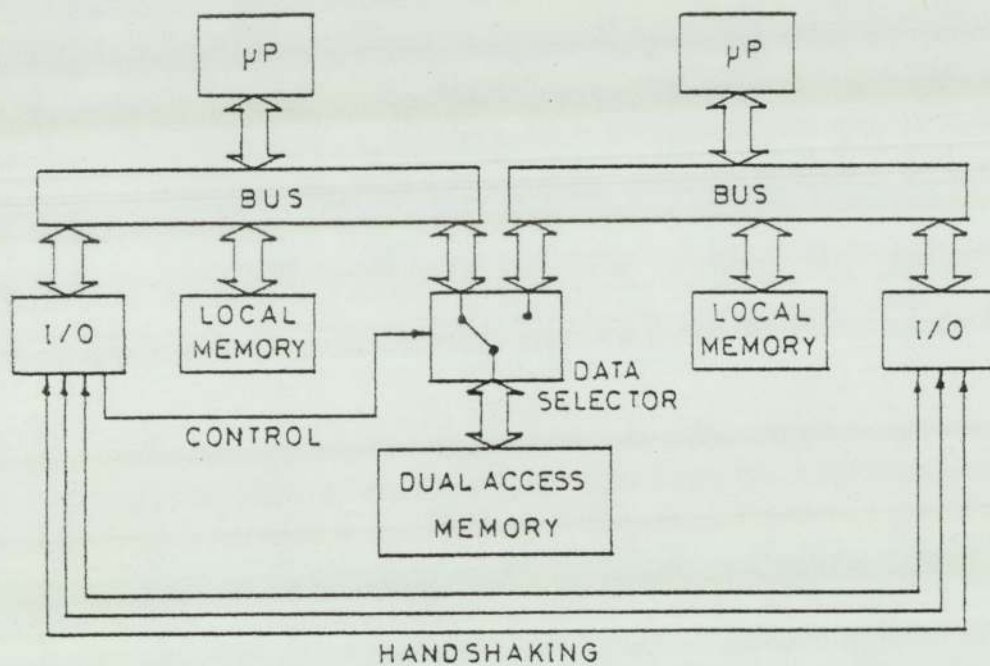 µP
µP
BUS
BUS
I/O
LOCAL
MEMORY
LOCAL
MEMORY
I/O
DATA
SELECTOR
CONTROL
DUAL ACCESS
MEMORY
HANDSHAKING